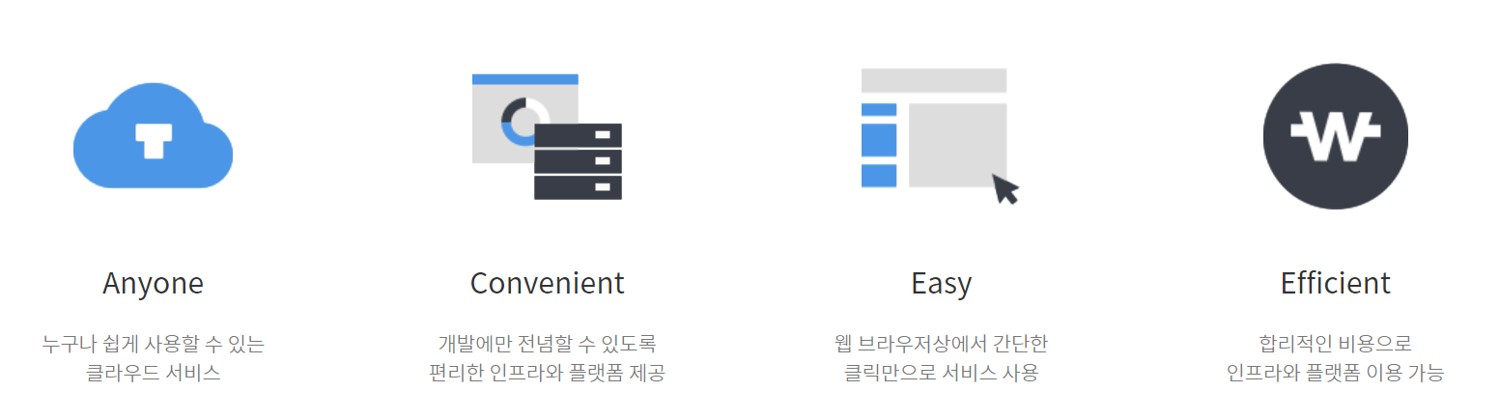 Anyone
누구나 쉽게 사용할 수 있는
클라우드 서비스
Convenient
개발에만 전념할 수 있도록
편리한 인프라와 플랫폼 제공
Easy
웹 브라우저상에서 간단한
클릭만으로 서비스 사용
W
Efficient
합리적인 비용으로
인프라와 플랫폼 이용 가능